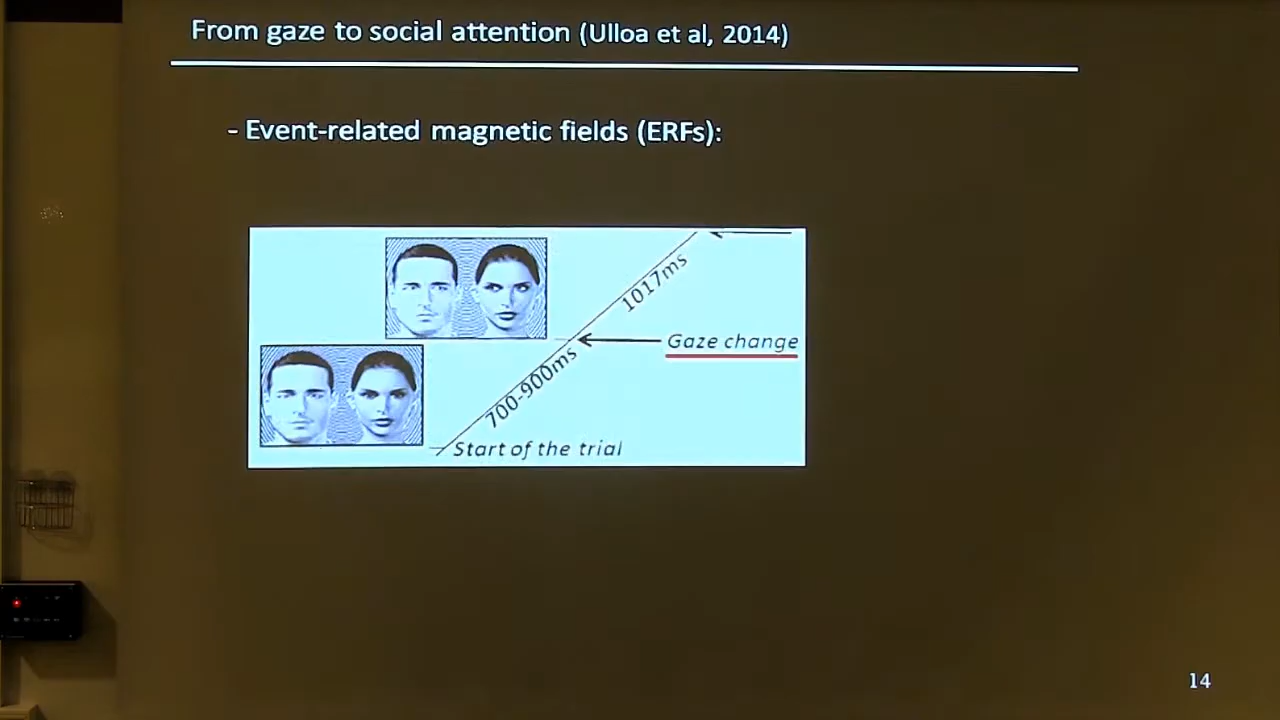 From gaze to social attention (Ulloa et al, 2014)
- Event-related magnetic fields (ERFs):
1017ms
Gaze change
700-900ms
Start of the trial
14